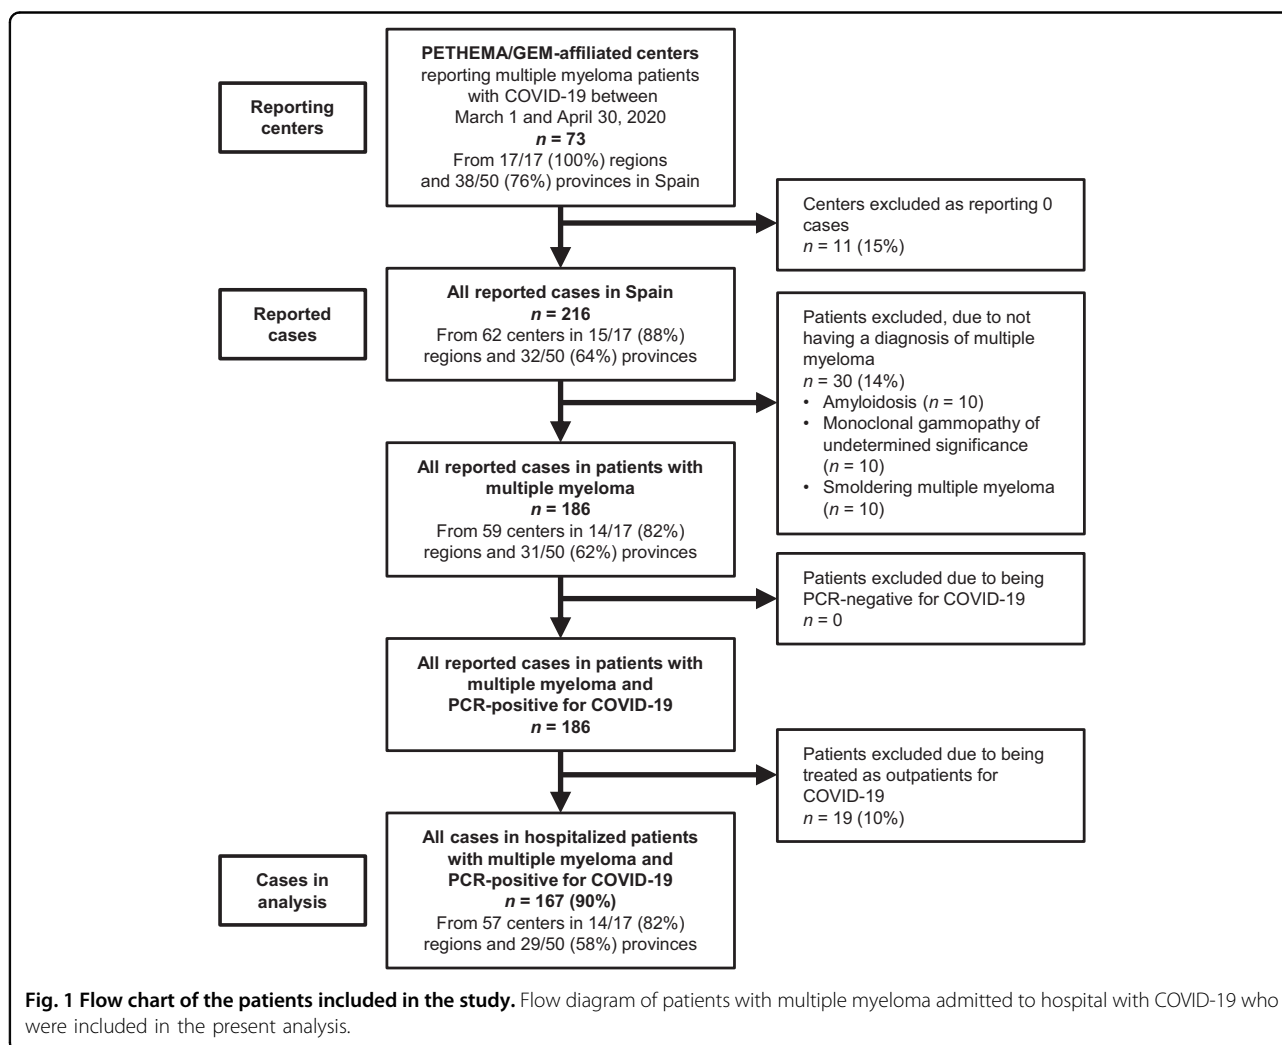 Reporting
centers
PETHEMA/GEM-affiliated centers
reporting multiple myeloma patients
with COVID-19 between
March 1 and April 30, 2020
n = 73
From 17/17 (100%) regions
and 38/50 (76%) provinces in Spain
Centers excluded as reporting 0
cases
n = 11 (15%)
Reported
cases
All reported cases in Spain
n = 216
From 62 centers in 15/17 (88%)
regions and 32/50 (64%) provinces
Patients excluded, due to not
having a diagnosis of multiple
myeloma
n = 30 (14%)
• Amyloidosis (n = 10)
• Monoclonal gammopathy of
undetermined significance
(n = 10)
• Smoldering multiple myeloma
(n = 10)
All reported cases in patients with
multiple myeloma
n = 186
From 59 centers in 14/17 (82%)
regions and 31/50 (62%) provinces
Patients excluded due to being
PCR-negative for COVID-19
n = 0
All reported cases in patients with
multiple myeloma and
PCR-positive for COVID-19
n = 186
Patients excluded due to being
treated as outpatients for
COVID-19
n = 19 (10%)
Cases in
analysis
All cases in hospitalized patients
with multiple myeloma and
PCR-positive for COVID-19
n = 167 (90%)
From 57 centers in 14/17 (82%)
regions and 29/50 (58%) provinces
Fig. 1 Flow chart of the patients included in the study. Flow diagram of patients with multiple myeloma admitted to hospital with COVID-19 who
were included in the present analysis.